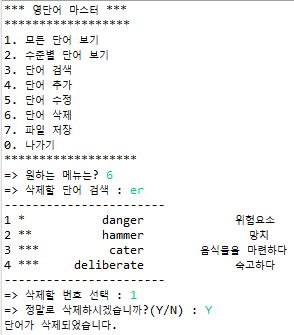 *** 영단어 마스터 ***
******************
1. 모든 단어 보기
2. 수준별 단어 보기
3. 단어 검색
4. 단어 추가
5. 단어 수정
6. 단어 삭제
7. 파일 저장
0. 나가기
*******************
=> 원하는 메뉴는? 6
=> 삭제할 단어 검색 : er
-----------------------
1 * danger 위험요소
2 ** hammer 망치
3 *** cater 음식물을 마련하다
4 *** deliberate 숙고하다
-----------------------
=> 삭제할 번호 선택 : 1
=> 정말로 삭제하시겠습니까?(Y/N) : Y
단어가 삭제되었습니다.